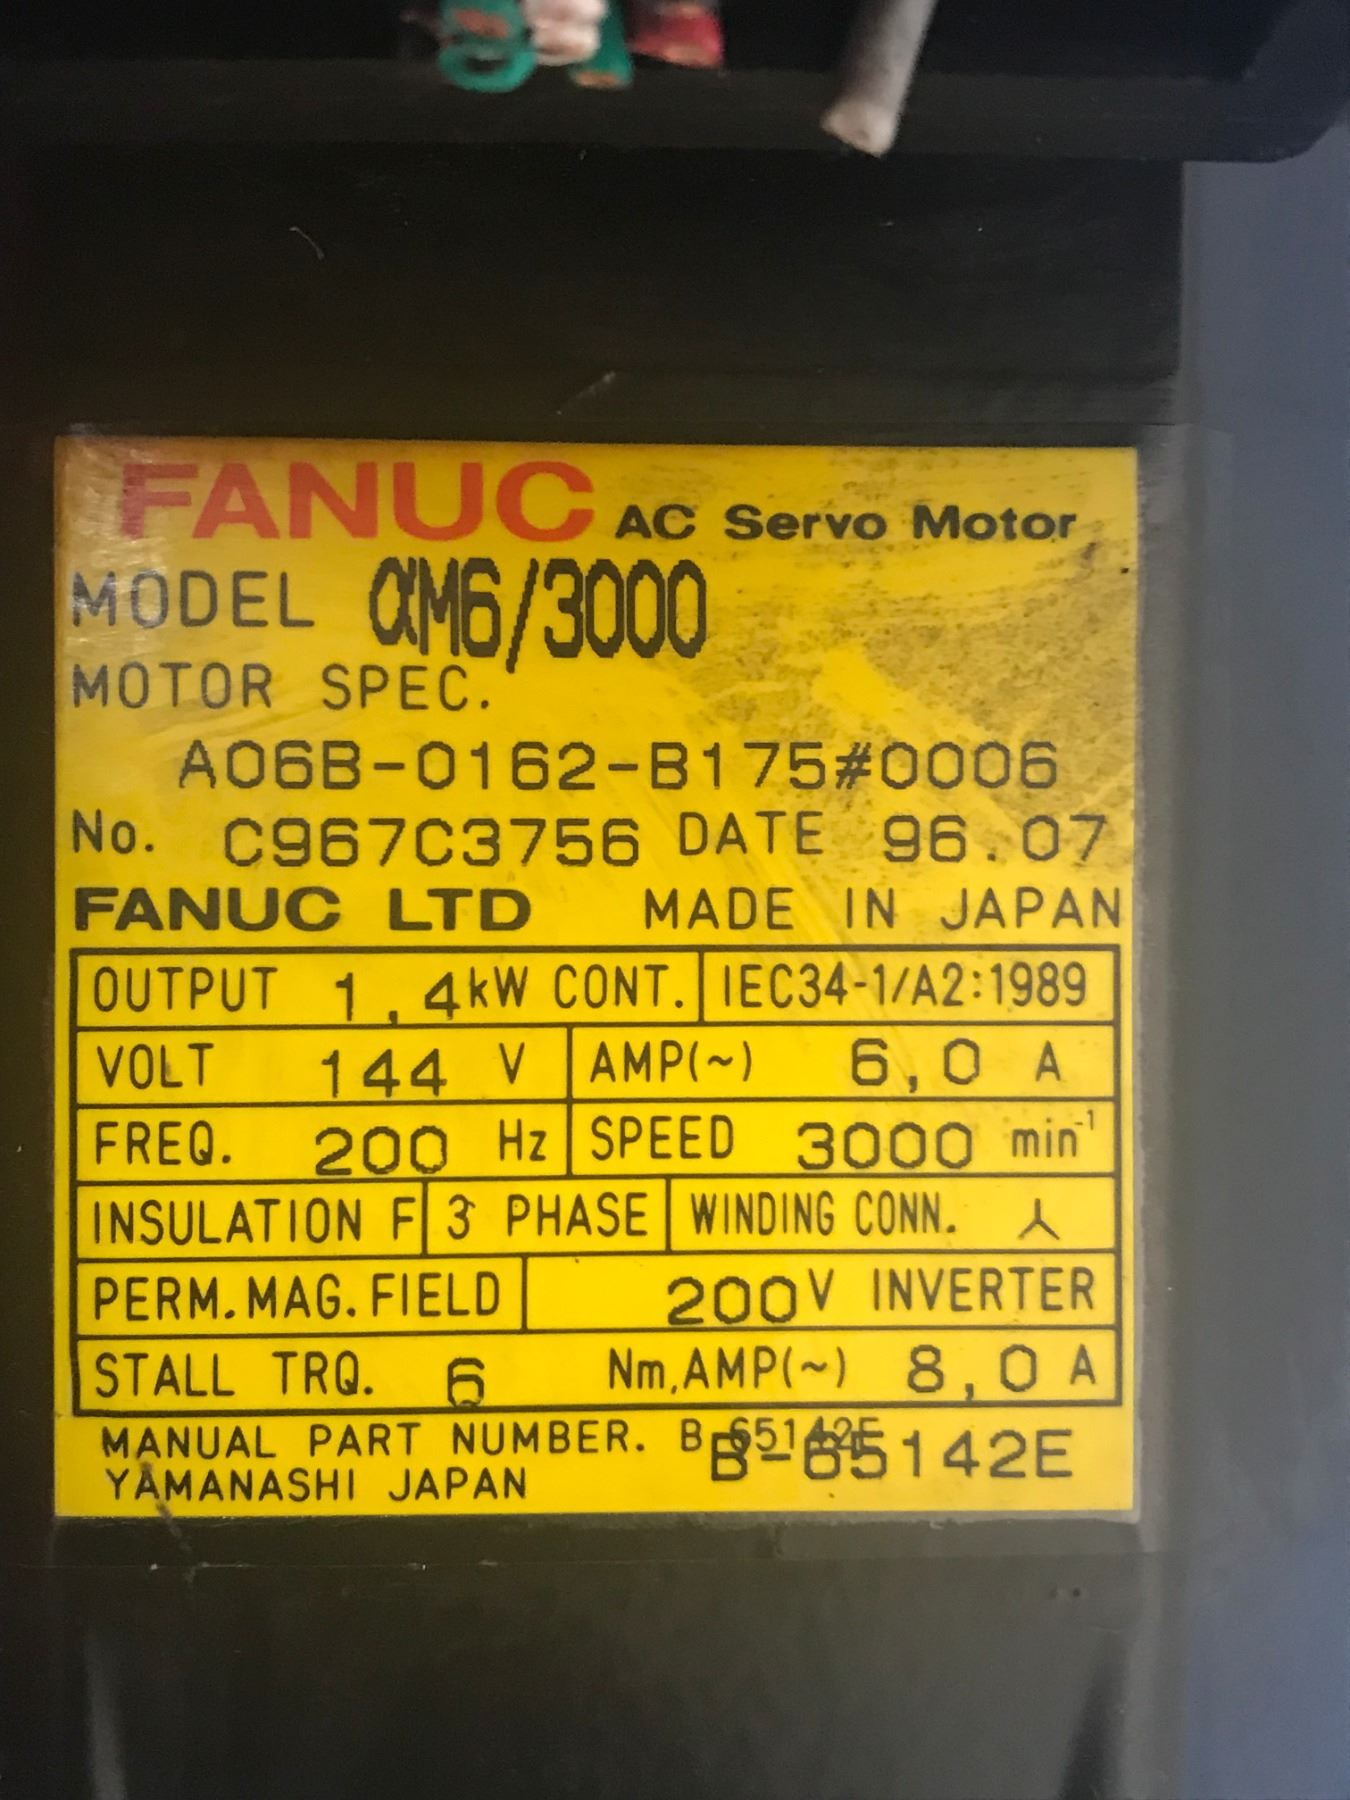 FANUC AC Servo Motor
MODEL αM6/3000
MOTOR SPEC.
A06B-0162-B175#0006
No. C967C3756 DATE 96.07
FANUC LTD MADE IN JAPAN
OUTPUT 1.4kW CONT. IEC34-1/A2:1989
VOLT 144 V AMP(~) 6,0 A
FREQ. 200 Hz SPEED 3000 min⁻¹
INSULATION F 3 PHASE WINDING CONN. ⅄
PERM.MAG.FIELD 200V INVERTER
STALL TRQ. 6 Nm,AMP(~) 8,0 A
MANUAL PART NUMBER. B-65142E B-65142E
YAMANASHI JAPAN